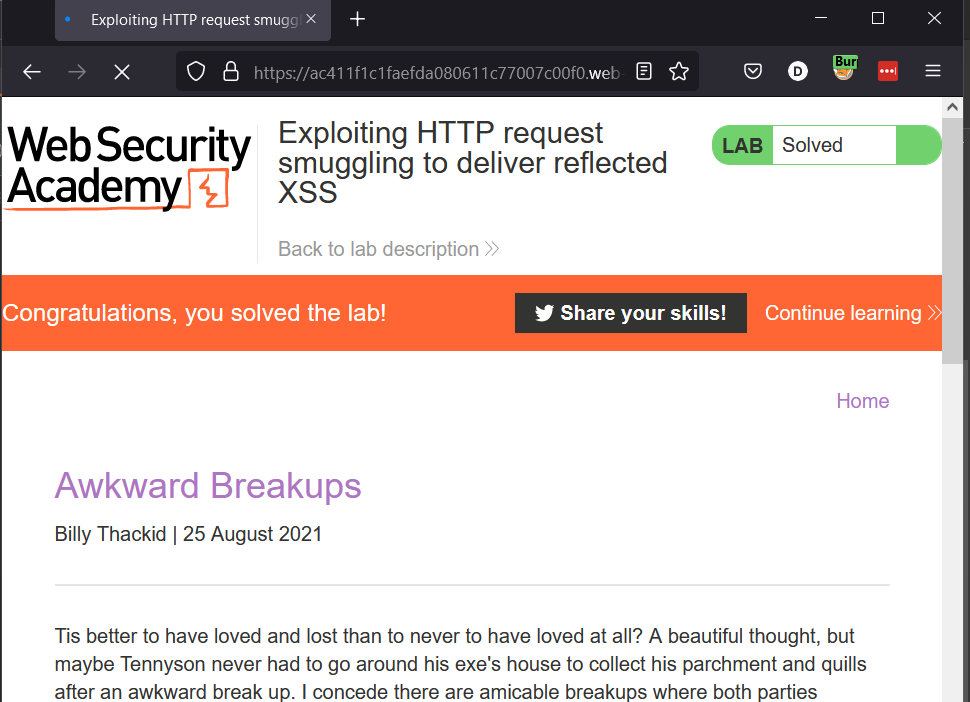 Exploiting HTTP request smuggl
https://ac411f1c1faefda080611c77007c00f0.web-
D
Bur
Web Security
Academy
Exploiting HTTP request
smuggling to deliver reflected
XSS
LAB Solved
Back to lab description
Congratulations, you solved the lab!
Share your skills!
Continue learning
Home
Awkward Breakups
Billy Thackid | 25 August 2021
Tis better to have loved and lost than to never to have loved at all? A beautiful thought, but
maybe Tennyson never had to go around his exe's house to collect his parchment and quills
after an awkward break up. I concede there are amicable breakups where both parties